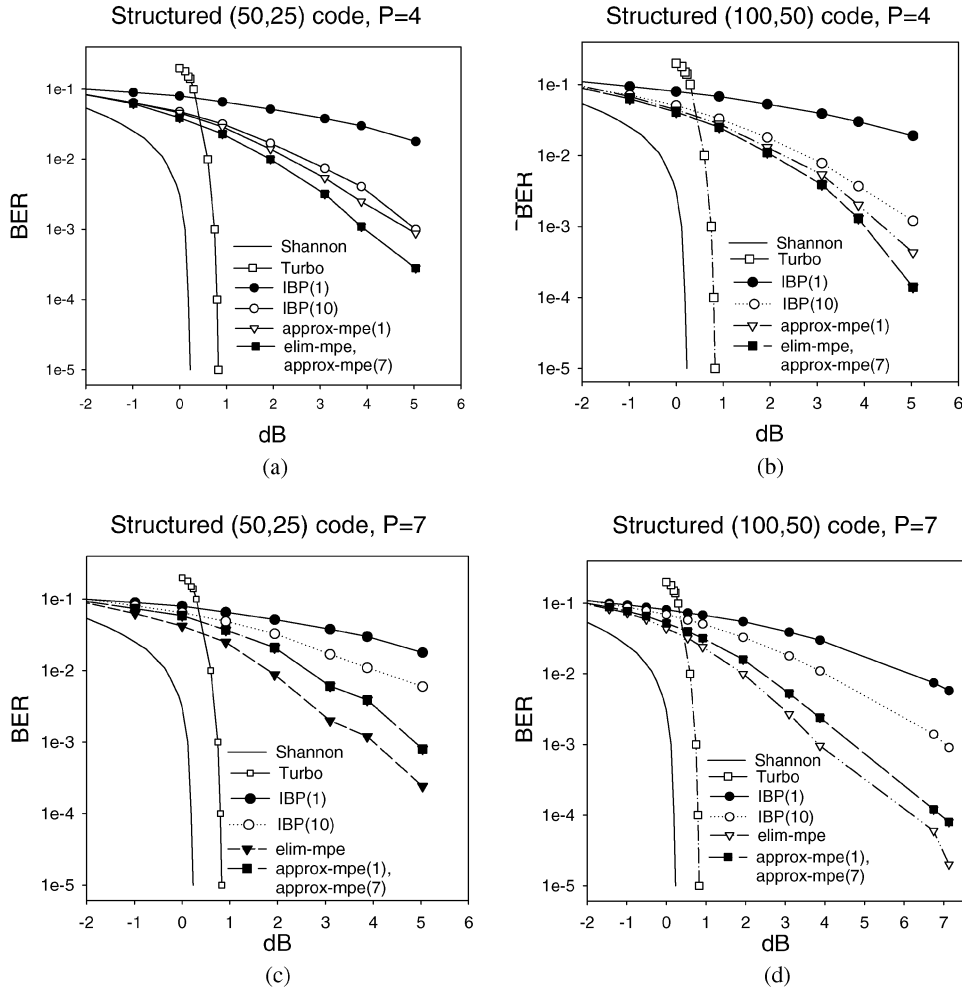 Structured (50,25) code, P=4
BER
1e-1
1e-2
1e-3
1e-4
1e-5
Shannon
Turbo
IBP(1)
IBP(10)
approx-mpe(1)
elim-mpe,
approx-mpe(7)
-2 -1 0 1 2 3 4 5 6
dB
(a)
Structured (100,50) code, P=4
BER
1e-1
1e-2
1e-3
1e-4
1e-5
Shannon
Turbo
IBP(1)
IBP(10)
approx-mpe(1)
elim-mpe,
approx-mpe(7)
-2 -1 0 1 2 3 4 5 6
dB
(b)
Structured (50,25) code, P=7
BER
1e-1
1e-2
1e-3
1e-4
1e-5
Shannon
Turbo
IBP(1)
IBP(10)
elim-mpe
approx-mpe(1),
approx-mpe(7)
-2 -1 0 1 2 3 4 5 6
dB
(c)
Structured (100,50) code, P=7
BER
1e-1
1e-2
1e-3
1e-4
1e-5
Shannon
Turbo
IBP(1)
IBP(10)
elim-mpe
approx-mpe(1),
approx-mpe(7)
-2 -1 0 1 2 3 4 5 6 7
dB
(d)